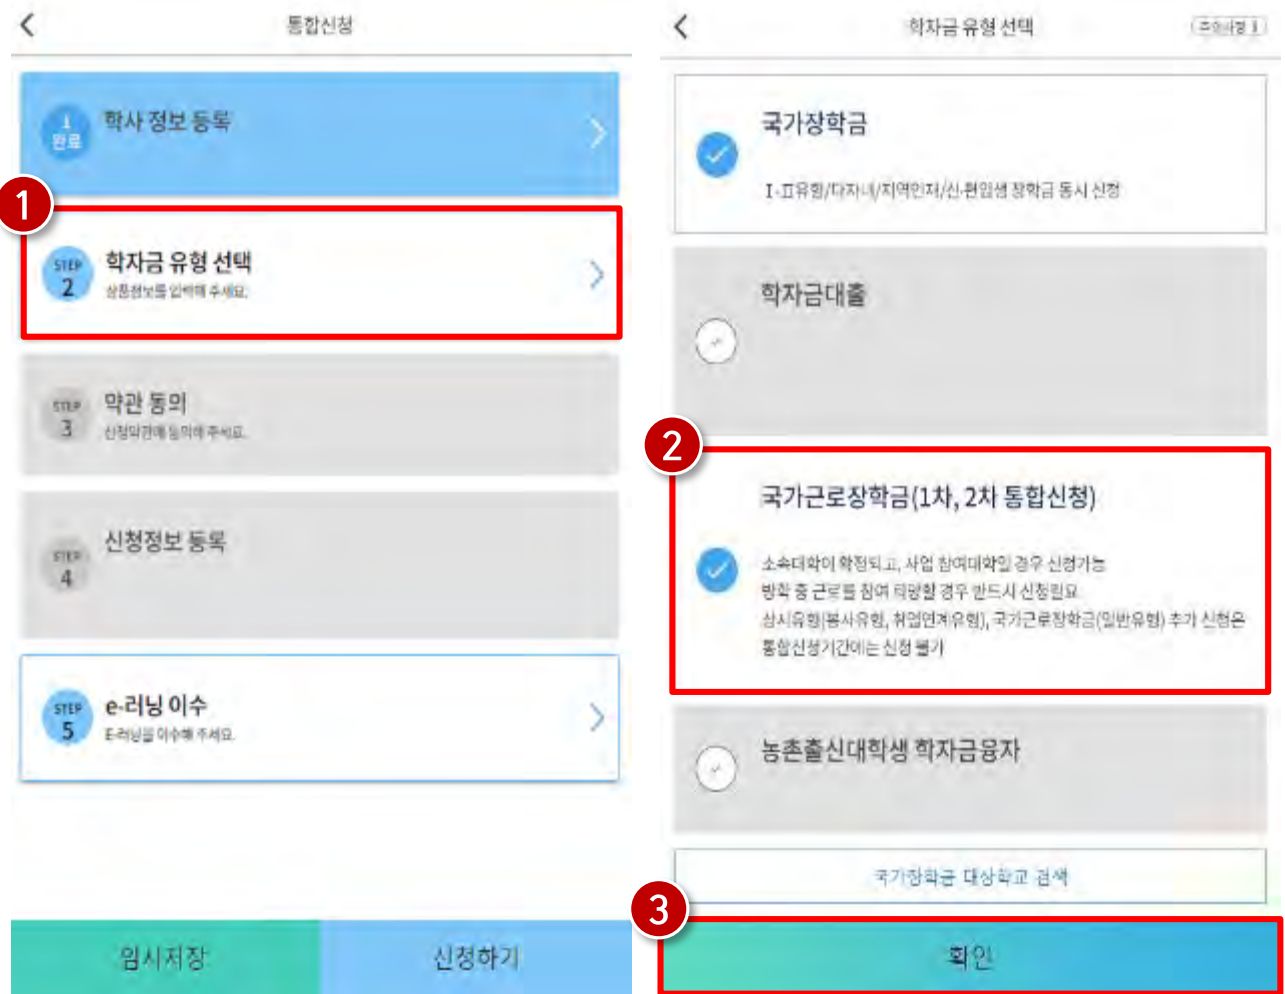 통합신청
1
완료
학사 정보 등록
1
STEP
2
학자금 유형 선택
상품정보를 입력해 주세요.
STEP
3
약관 동의
신청약관에 동의해 주세요.
STEP
4
신청정보 등록
STEP
5
e-러닝 이수
E-러닝을 이수해 주세요.
임시저장
신청하기
학자금 유형 선택
주의사항
국가장학금
I·II유형/다자녀/지역인재/신·편입생 장학금 동시 신청
학자금대출
2
국가근로장학금(1차, 2차 통합신청)
소속대학이 확정되고, 사업 참여대학일 경우 신청가능
방학 중 근로를 참여 희망할 경우 반드시 신청필요
상시유형(봉사유형, 취업연계유형), 국가근로장학금(일반유형) 추가 신청은
통합신청기간에는 신청 불가
농촌출신대학생 학자금융자
국가장학금 대상학교 검색
3
확인